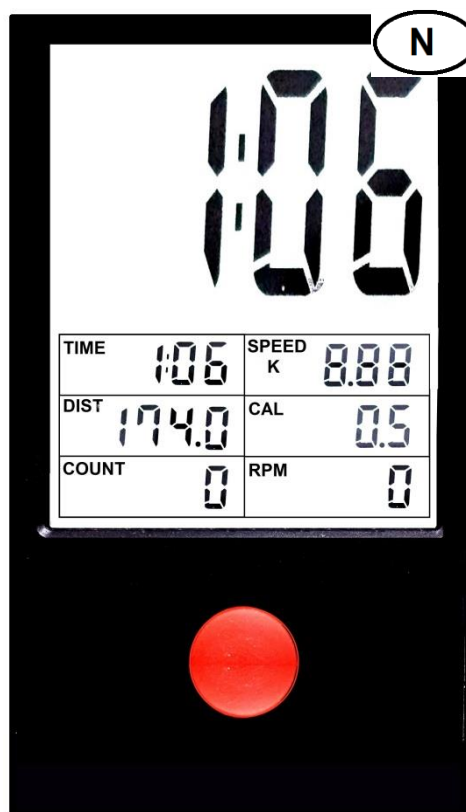 N
1:06
TIME 1:06 SPEED K 8.88
DIST 174.0 CAL 0.5
COUNT 0 RPM 0